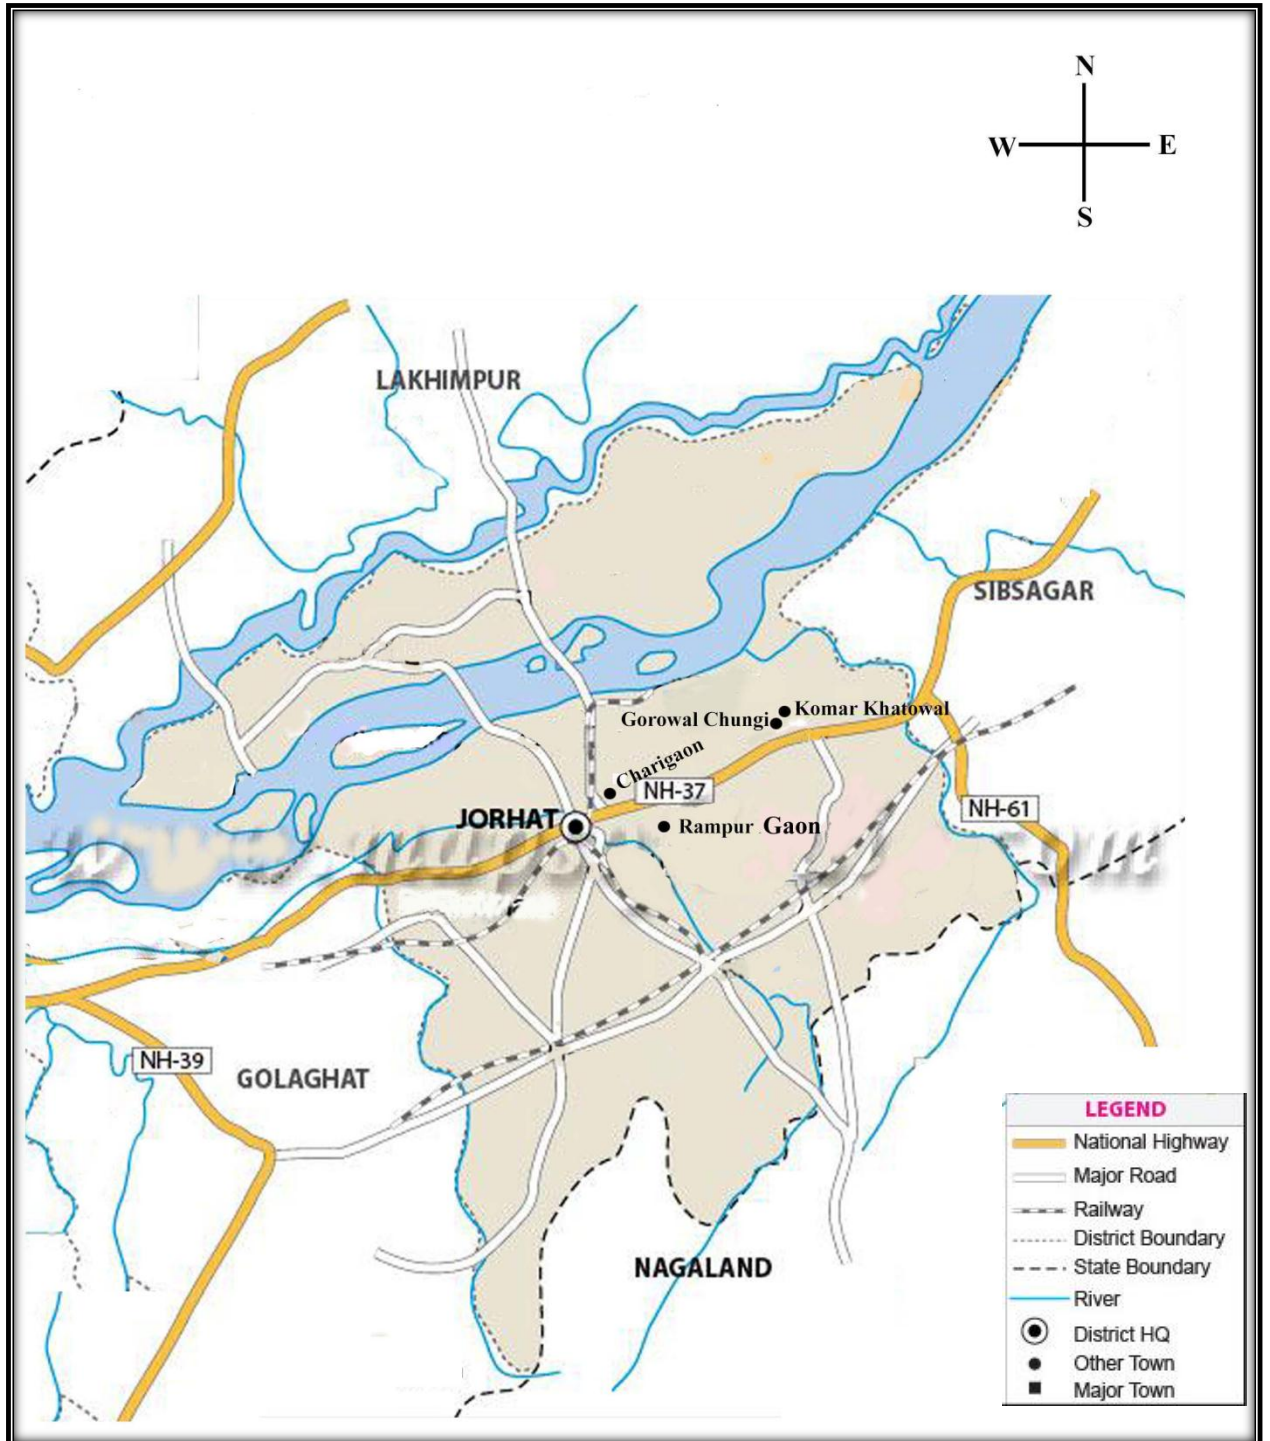 N
W E
S
LAKHIMPUR
SIBSAGAR
Komar Khatowal
Gorowal Chungi
Charigaon
NH-37
NH-61
JORHAT
Rampur Gaon
NH-39
GOLAGHAT
NAGALAND
LEGEND
National Highway
Major Road
Railway
District Boundary
State Boundary
River
District HQ
Other Town
Major Town